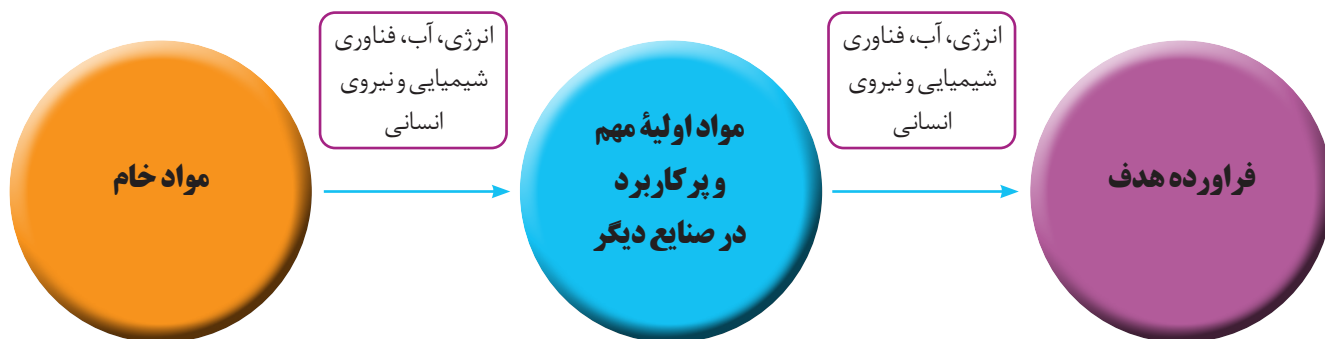 مواد خام
انرژی، آب، فناوری
شیمیایی و نیروی
انسانی
مواد اولیۀ مهم
و پرکاربرد
در صنایع دیگر
انرژی، آب، فناوری
شیمیایی و نیروی
انسانی
فراورده هدف